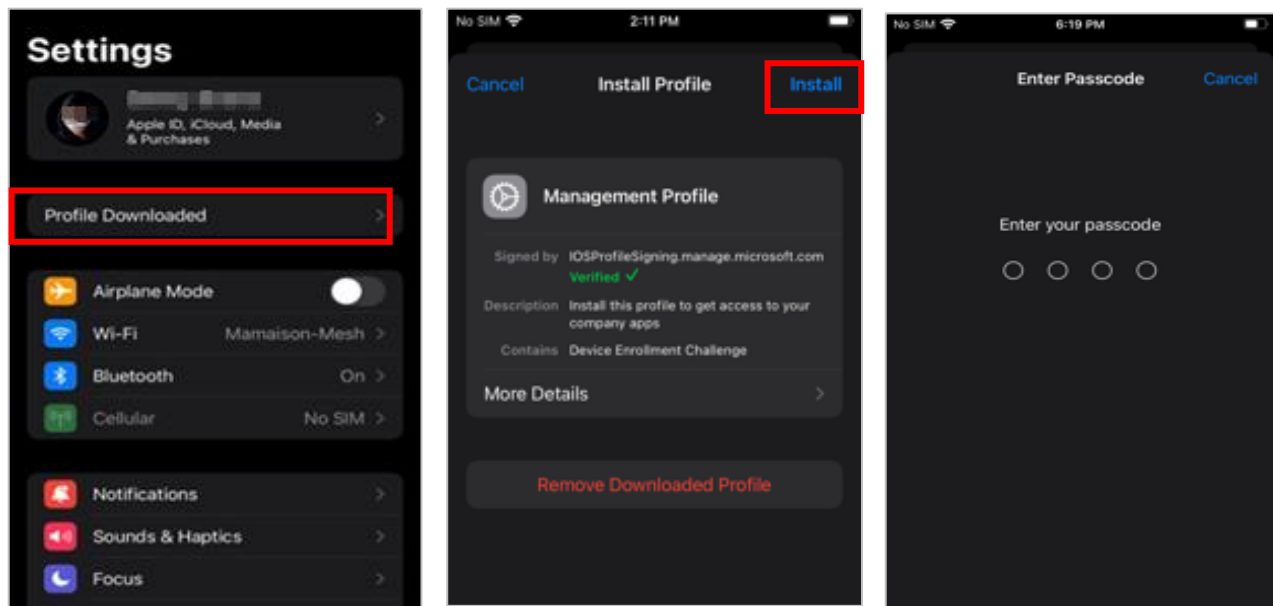 Settings
Apple ID, iCloud, Media
& Purchases
Profile Downloaded
Airplane Mode
Wi-Fi Mamaison-Mesh
Bluetooth On
Cellular No SIM
Notifications
Sounds & Haptics
Focus
No SIM 2:11 PM
Cancel Install Profile Install
Management Profile
Signed by IOSProfileSigning.manage.microsoft.com
Verified ✓
Description Install this profile to get access to your
company apps
Contains Device Enrollment Challenge
More Details
Remove Downloaded Profile
No SIM 6:19 PM
Enter Passcode Cancel
Enter your passcode